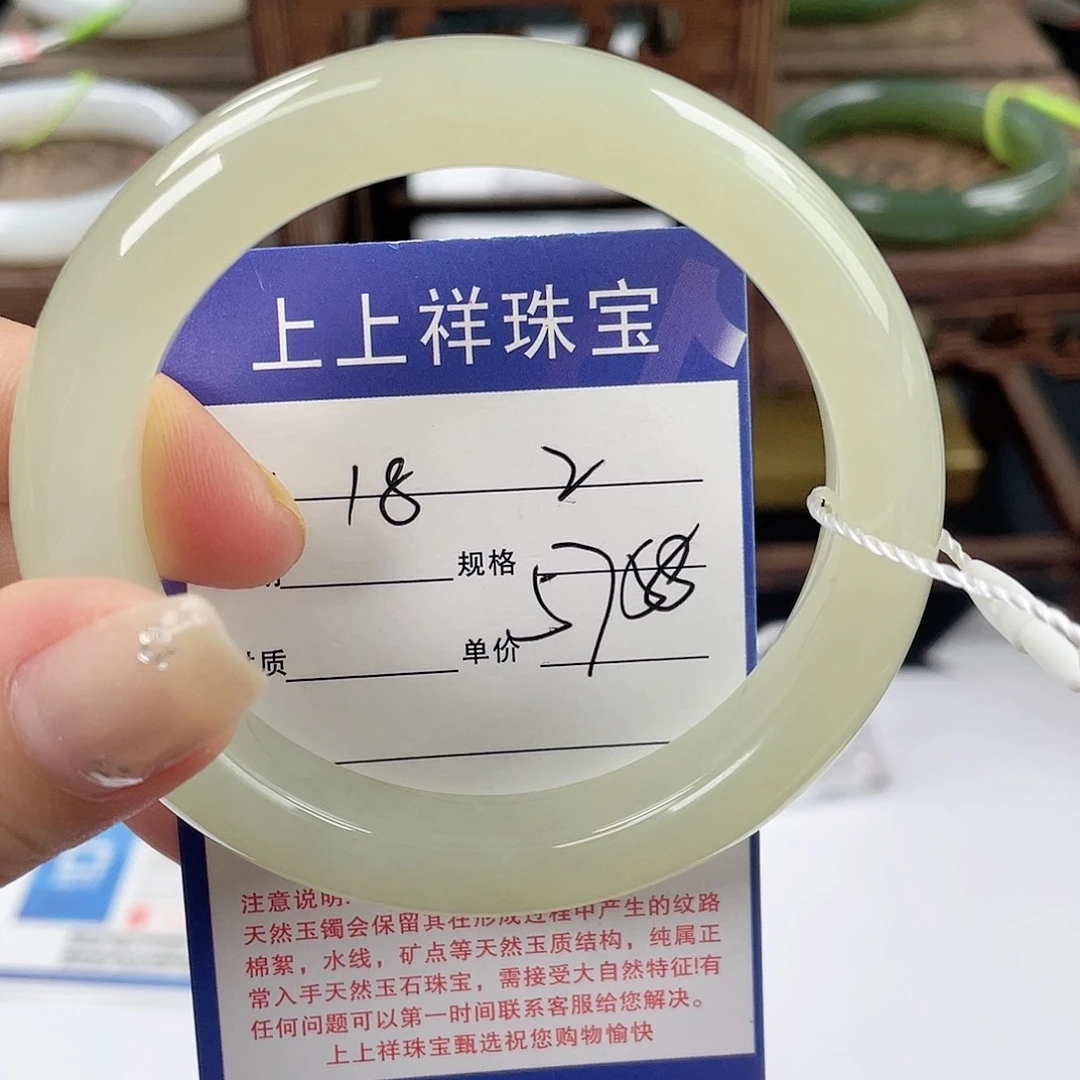 上上祥珠宝
18 2
规格 57
质 单价
注意说明:
天然玉镯会保留其在形成过程中产生的纹路
棉絮，水线，矿点等天然玉质结构，纯属正
常入手天然玉石珠宝，需接受大自然特征!有
任何问题可以第一时间联系客服给您解决。
上上祥珠宝甄选祝您购物愉快